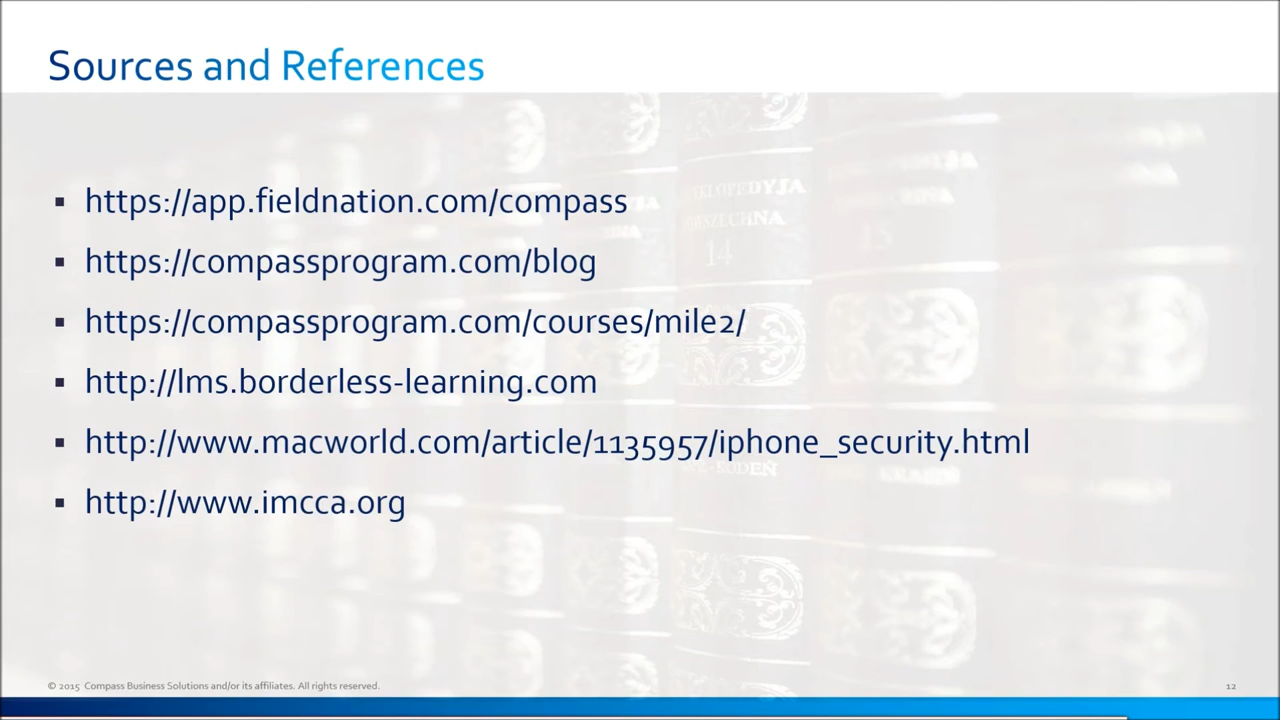 Sources and References
▪ https://app.fieldnation.com/compass
▪ https://compassprogram.com/blog
▪ https://compassprogram.com/courses/mile2/
▪ http://lms.borderless-learning.com
▪ http://www.macworld.com/article/1135957/iphone_security.html
▪ http://www.imcca.org
14
© 2015 Compass Business Solutions and/or its affiliates. All rights reserved.
12